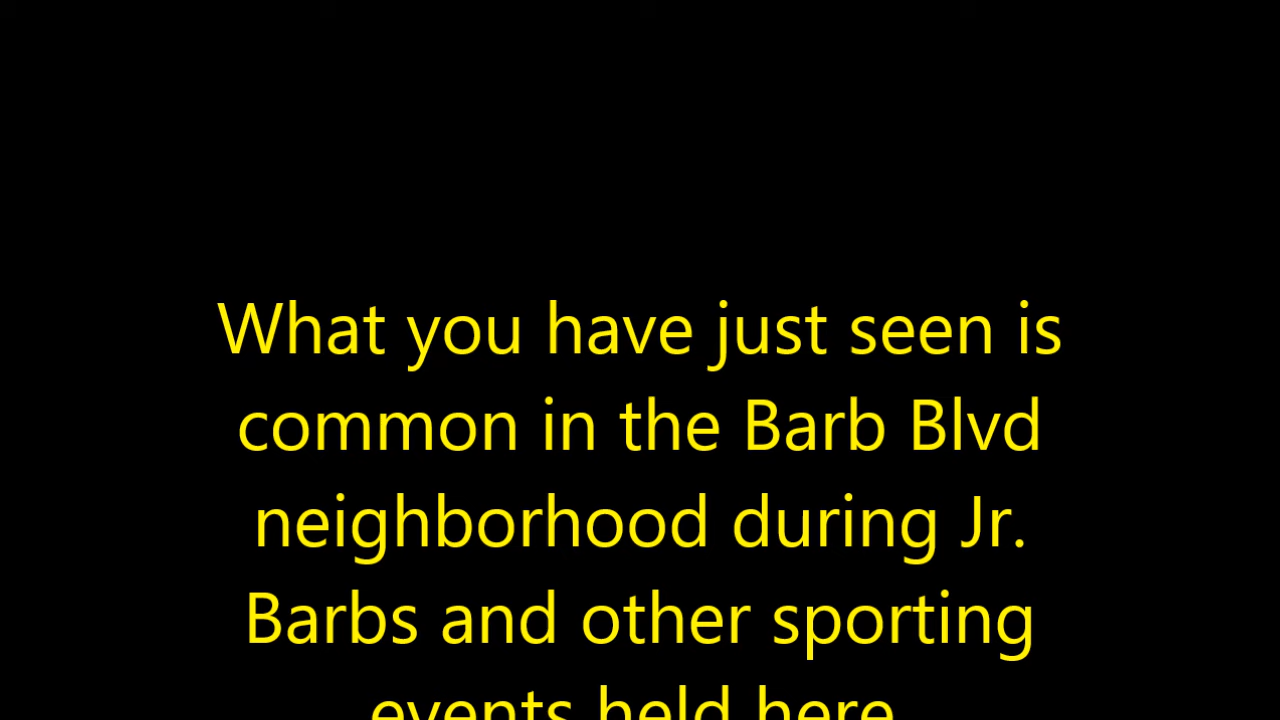 What you have just seen is
common in the Barb Blvd
neighborhood during Jr.
Barbs and other sporting
events held here